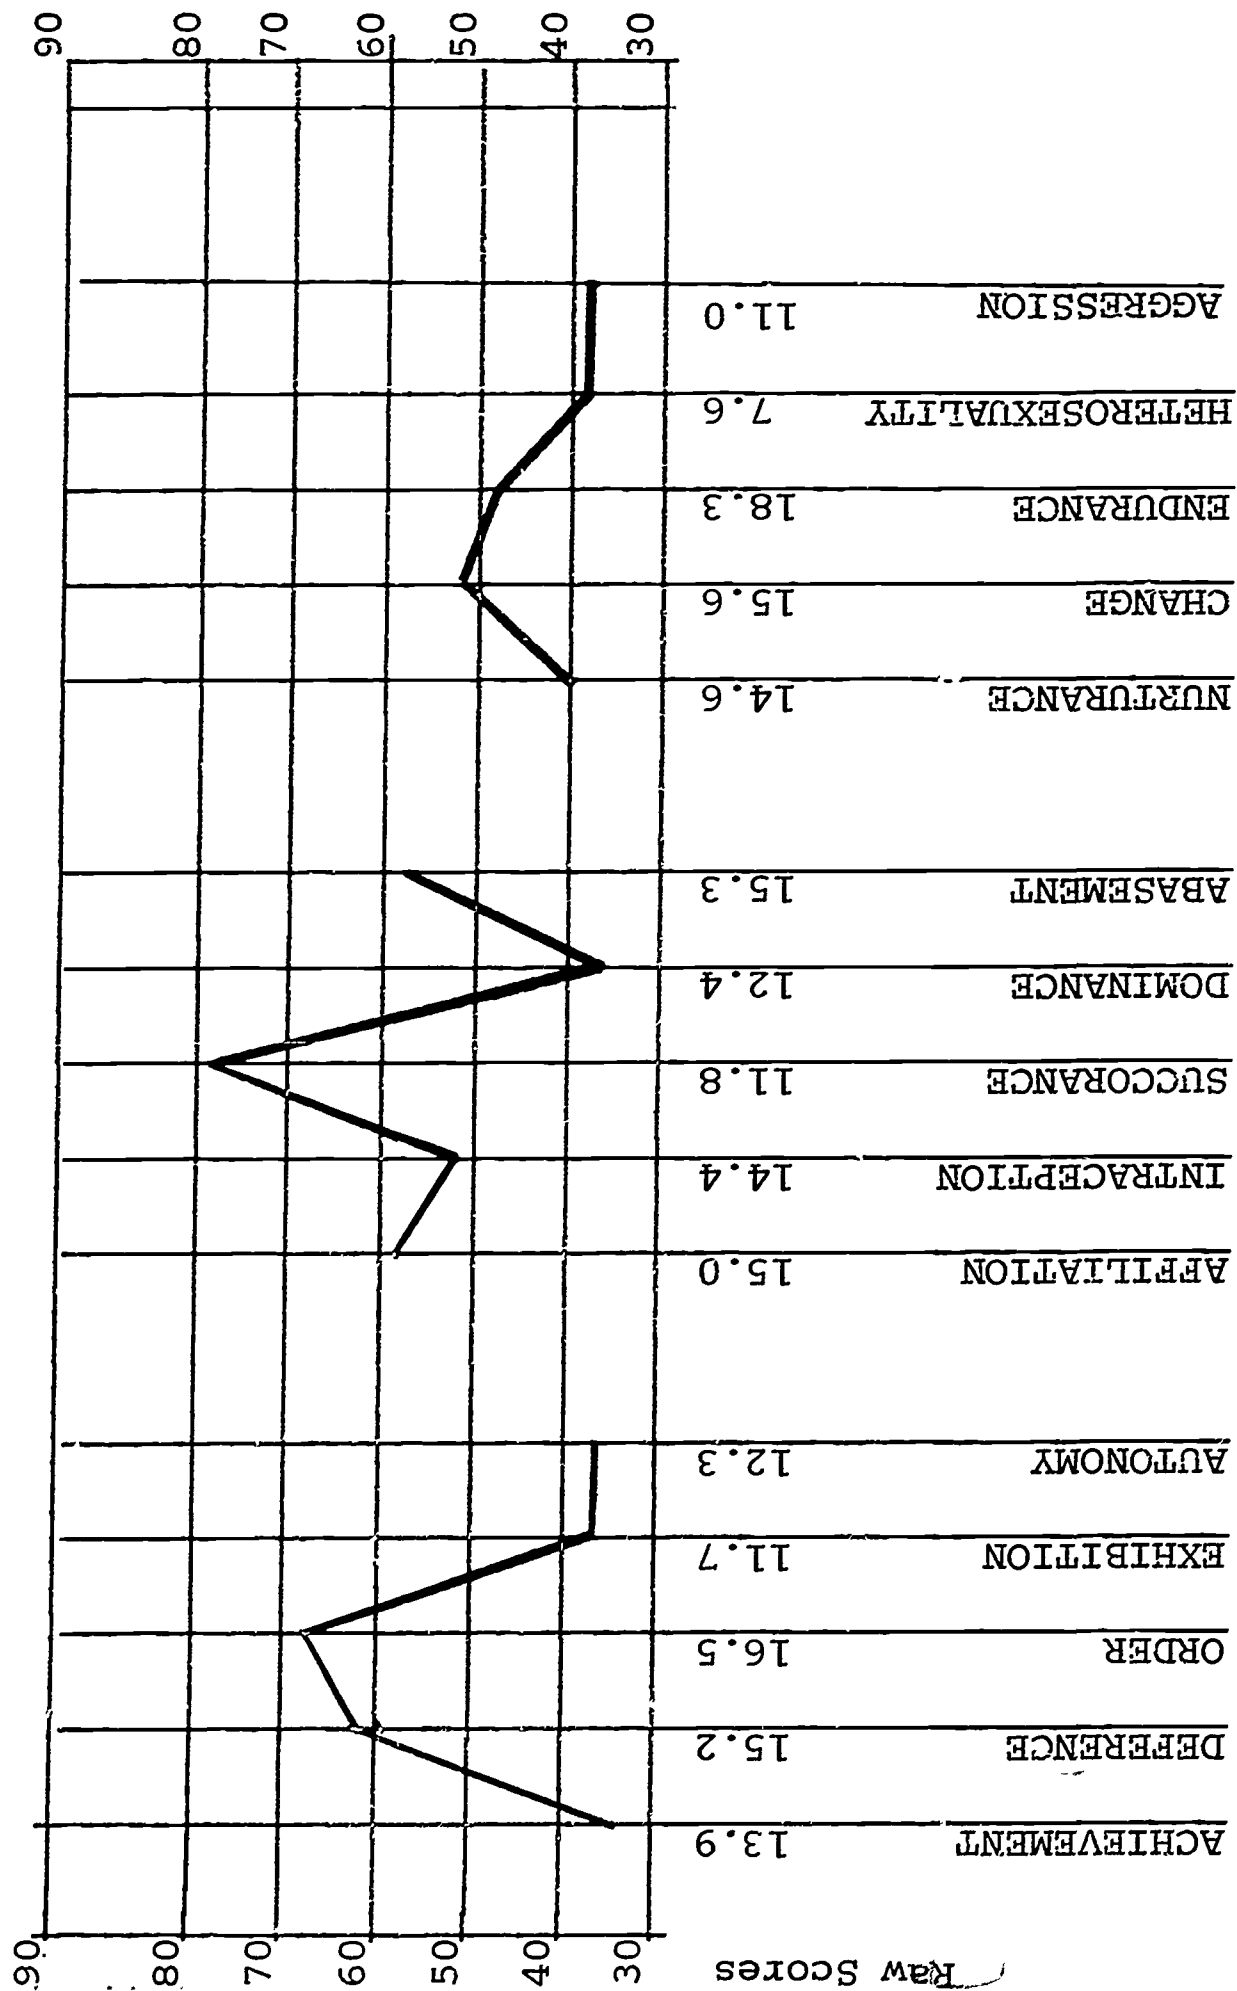 90 80 70 60 50 40 30
11.0 AGGRESSION
7.6 HETEROSEXUALITY
18.3 ENDURANCE
15.6 CHANGE
14.6 NURTURANCE
15.3 ABASEMENT
12.4 DOMINANCE
11.8 SUCCORANCE
14.4 INTRACEPTION
15.0 AFFILIATION
12.3 AUTONOMY
11.7 EXHIBITION
16.5 ORDER
15.2 DEFERENCE
13.9 ACHIEVEMENT
90 80 70 60 50 40 30 Raw Scores